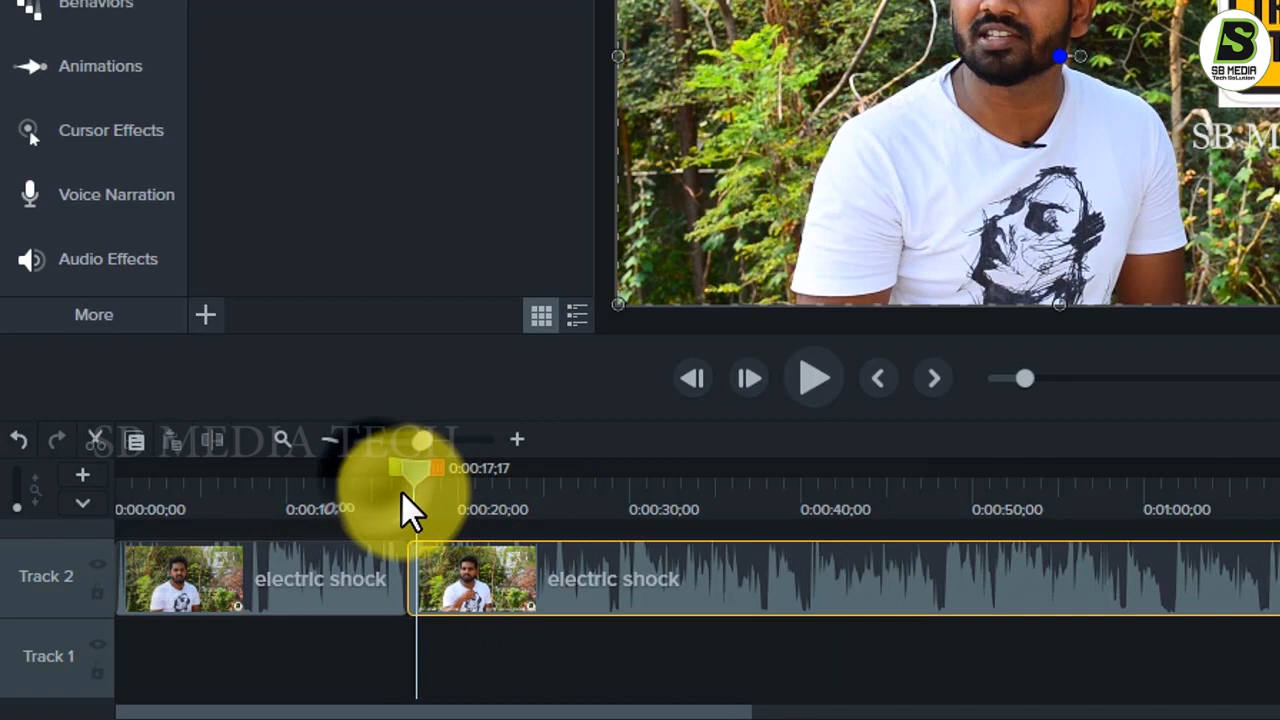 Behaviors
Animations
Cursor Effects
Voice Narration
Audio Effects
More
SB MEDIA
Tech Solution
SB M
SB MEDIA TECH
0:00:17;17
0:00:00;00
0:00:10;00
0:00:20;00
0:00:30;00
0:00:40;00
0:00:50;00
0:01:00;00
Track 2
electric shock
electric shock
Track 1